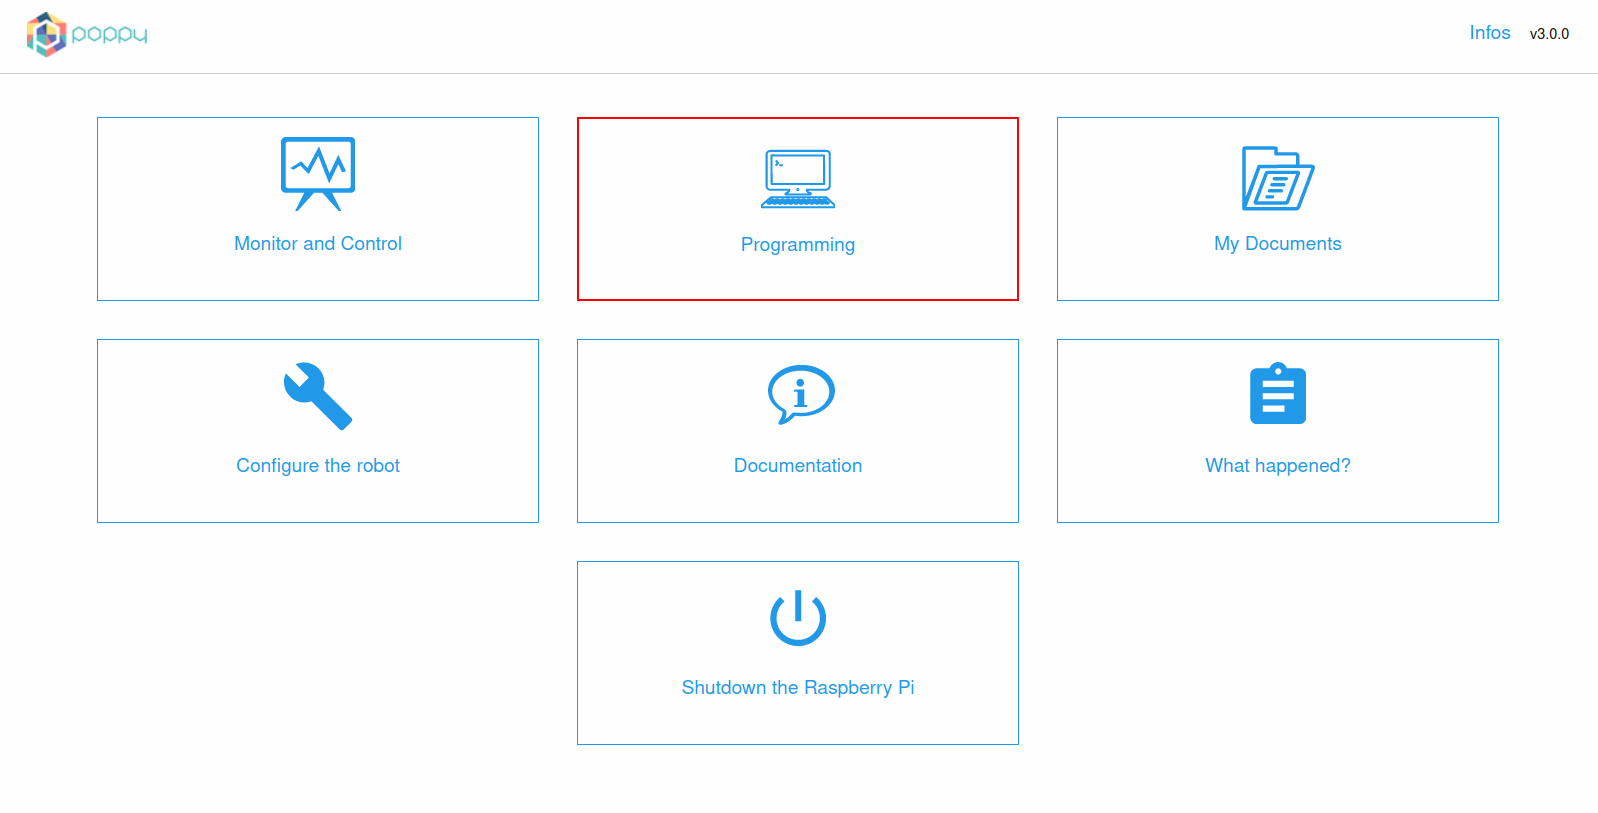 poppy
Infos v3.0.0
Monitor and Control
Programming
My Documents
Configure the robot
Documentation
What happened?
Shutdown the Raspberry Pi